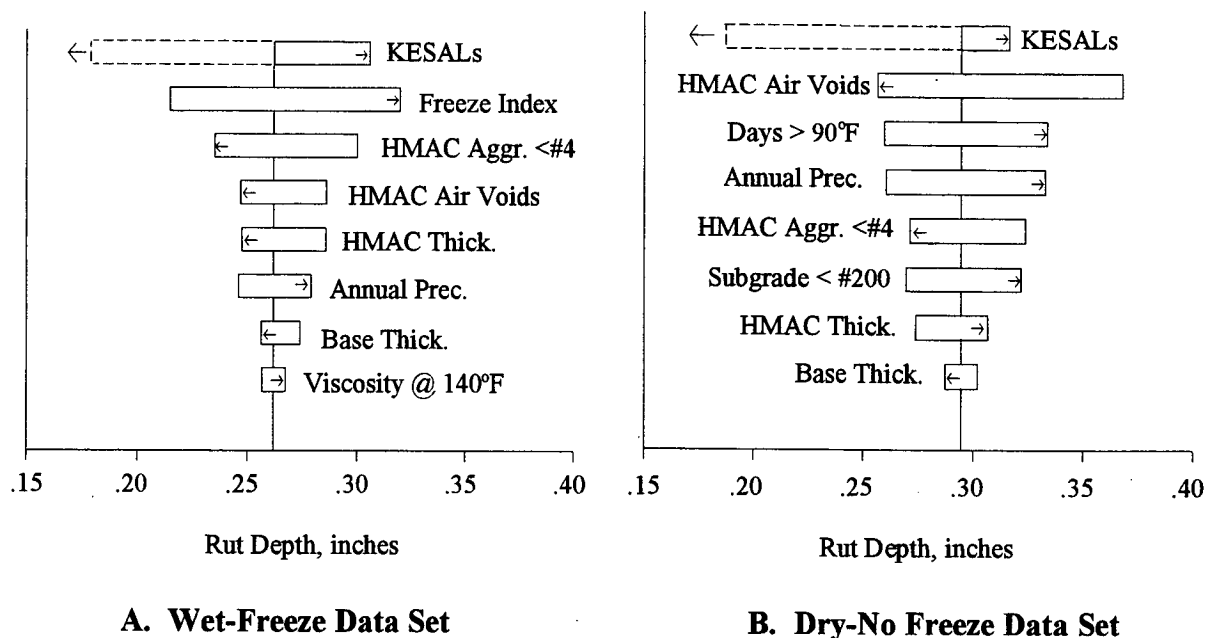 KESALs
Freeze Index
HMAC Aggr. <#4
HMAC Air Voids
HMAC Thick.
Annual Prec.
Base Thick.
Viscosity @ 140ºF
.15 .20 .25 .30 .35 .40
Rut Depth, inches
A. Wet-Freeze Data Set
KESALs
HMAC Air Voids
Days > 90ºF
Annual Prec.
HMAC Aggr. <#4
Subgrade < #200
HMAC Thick.
Base Thick.
.15 .20 .25 .30 .35 .40
Rut Depth, inches
B. Dry-No Freeze Data Set